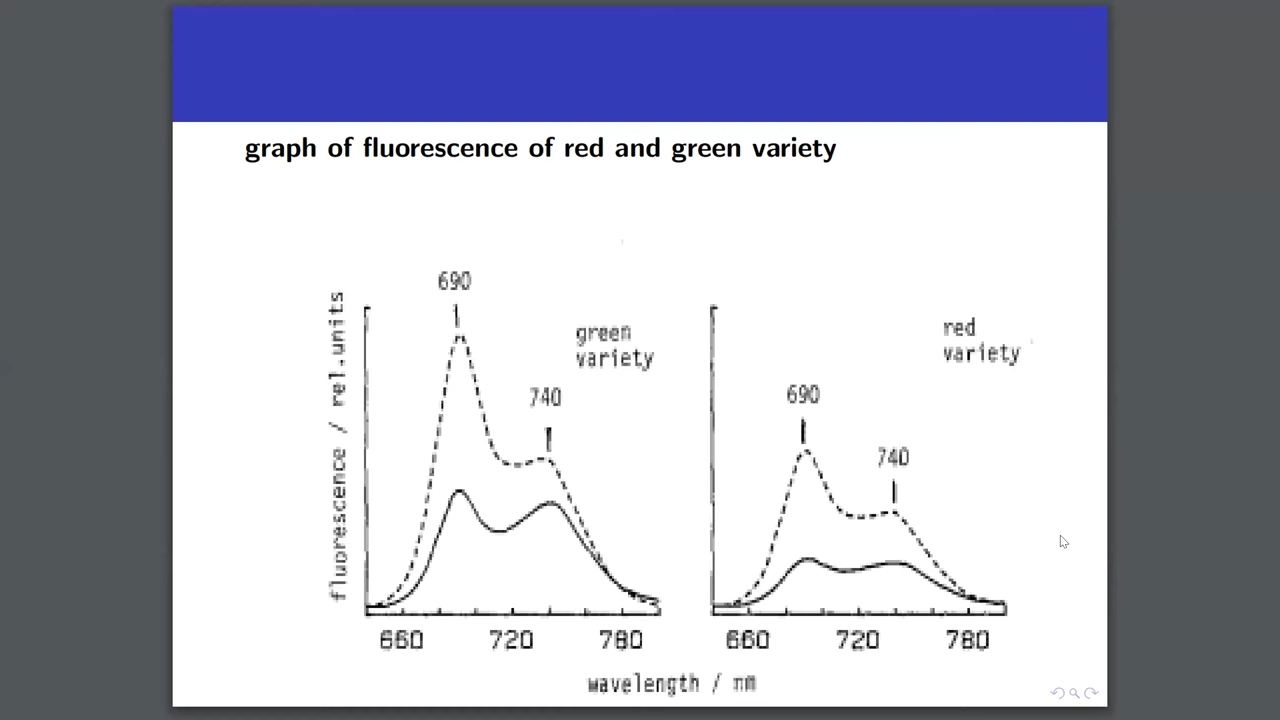 graph of fluorescence of red and green variety
fluorescence / rel.units
690
green
variety
740
660
720
780
red
variety
690
740
660
720
780
wavelength / nm